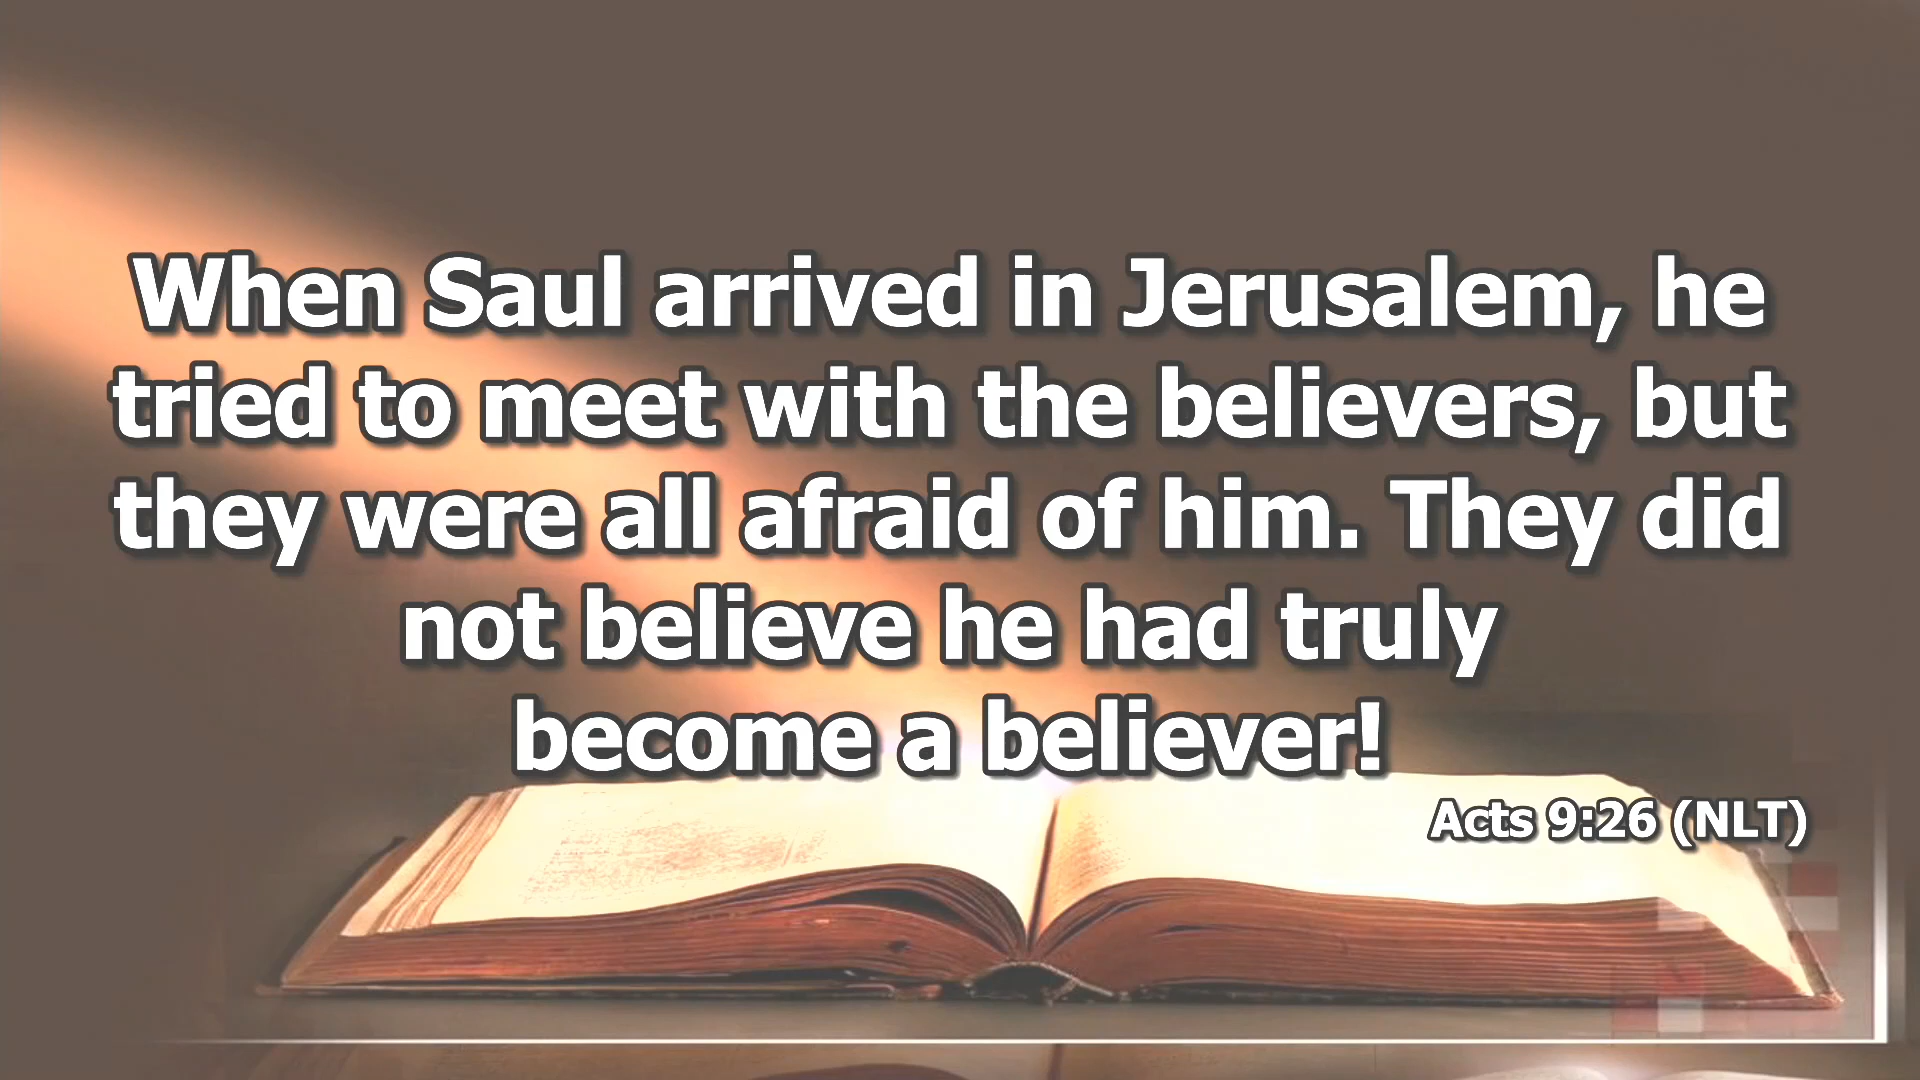 When Saul arrived in Jerusalem, he
tried to meet with the believers, but
they were all afraid of him. They did
not believe he had truly
become a believer!
Acts 9:26 (NLT)